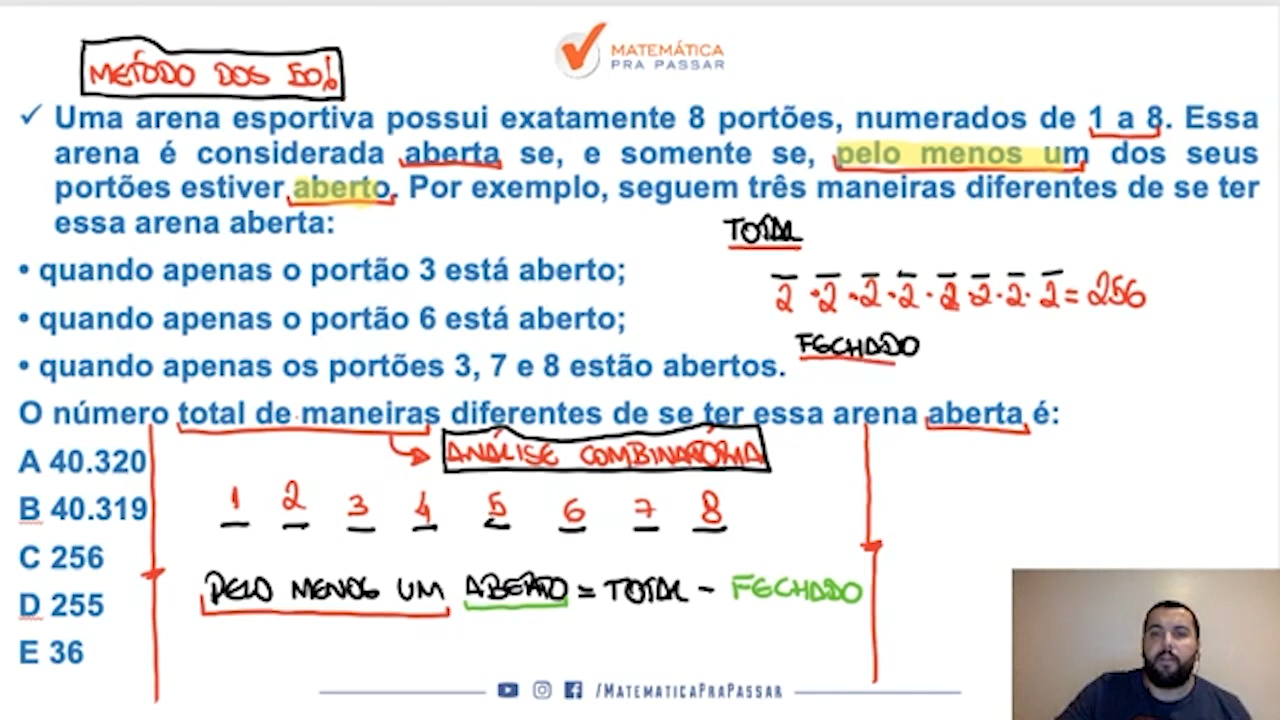 METÓDO DOS 50%
MATEMÁTICA
PRA PASSAR
✓ Uma arena esportiva possui exatamente 8 portões, numerados de 1 a 8. Essa
arena é considerada aberta se, e somente se, pelo menos um dos seus
portões estiver aberto. Por exemplo, seguem três maneiras diferentes de se ter
essa arena aberta:
TOTAL
• quando apenas o portão 3 está aberto;
2 · 2 · 2 · 2 · 2 · 2 · 2 · 2 = 256
• quando apenas o portão 6 está aberto;
FECHADO
• quando apenas os portões 3, 7 e 8 estão abertos.
O número total de maneiras diferentes de se ter essa arena aberta é:
ANÁLISE COMBINATÓRIA
A 40.320
B 40.319
C 256
D 255
E 36
1 2 3 4 5 6 7 8
PELO MENOS UM ABERTO = TOTAL - FECHADO
/MATEMATICAPRAPASSAR